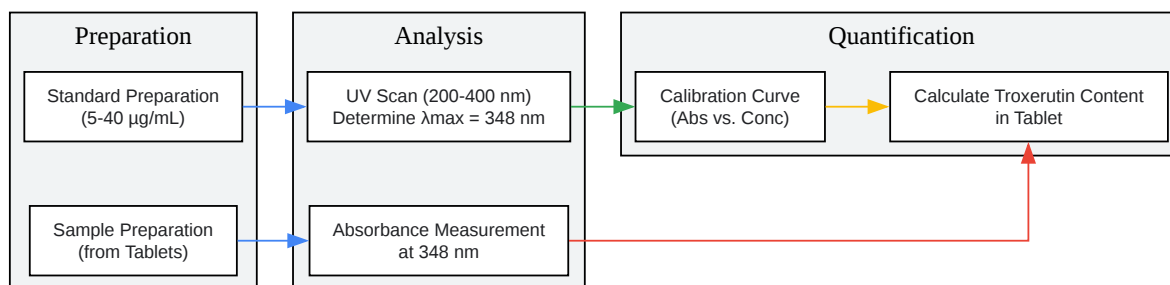 Preparation
Standard Preparation
(5-40 µg/mL)
Sample Preparation
(from Tablets)
Analysis
UV Scan (200-400 nm)
Determine λmax = 348 nm
Absorbance Measurement
at 348 nm
Quantification
Calibration Curve
(Abs vs. Conc)
Calculate Troxerutin Content
in Tablet